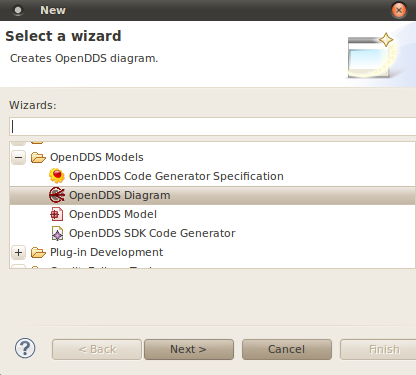 New
Select a wizard
Creates OpenDDS diagram.
Wizards:
OpenDDS Models
OpenDDS Code Generator Specification
OpenDDS Diagram
OpenDDS Model
OpenDDS SDK Code Generator
Plug-in Development
?
< Back
Next >
Cancel
Finish